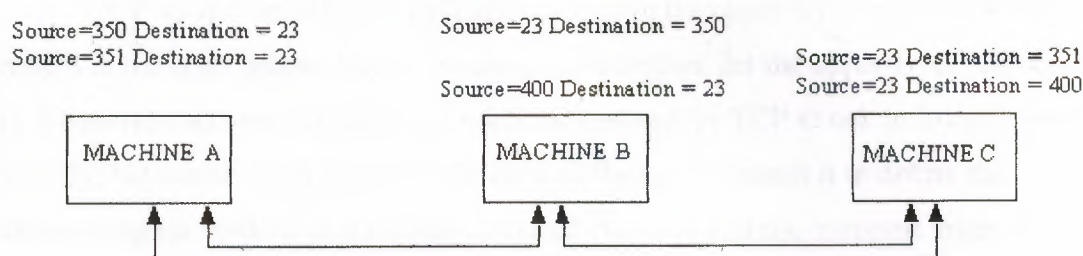 Source=350 Destination = 23
Source=351 Destination = 23
Source=23 Destination = 350
Source=400 Destination = 23
Source=23 Destination = 351
Source=23 Destination = 400
MACHINE A
MACHINE B
MACHINE C